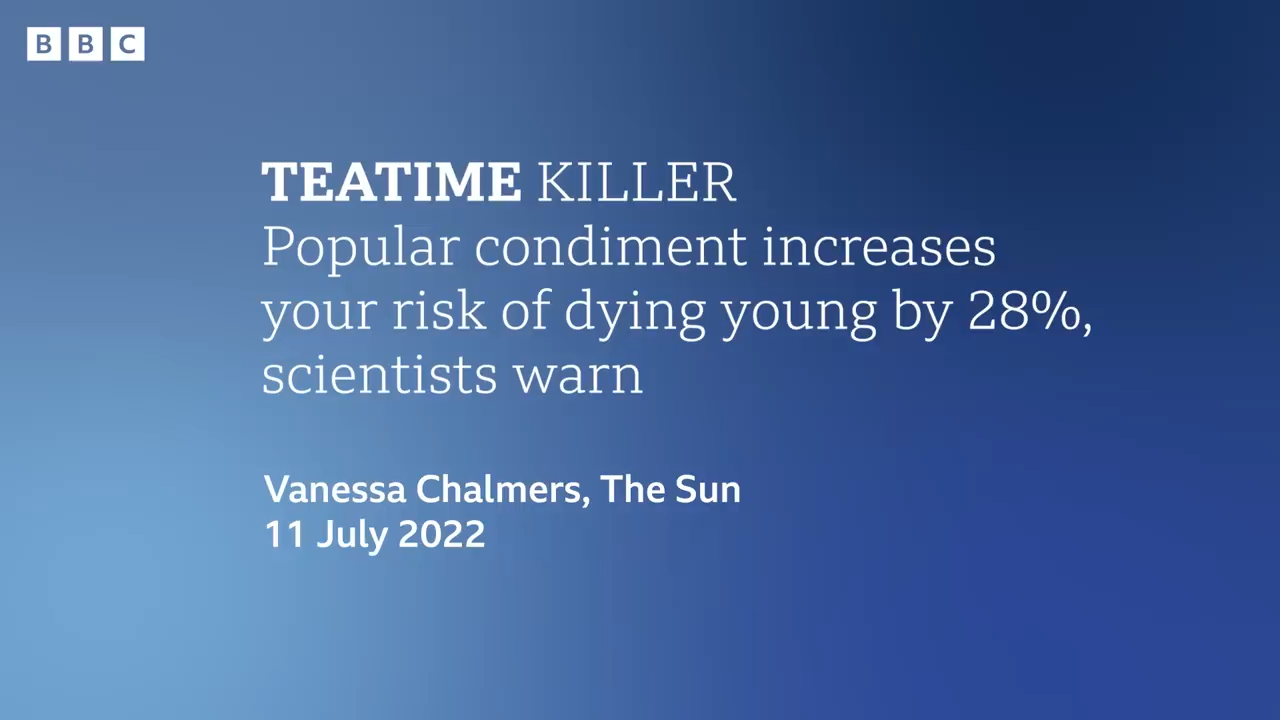 BBC
TEATIME KILLER
Popular condiment increases
your risk of dying young by 28%,
scientists warn
Vanessa Chalmers, The Sun
11 July 2022